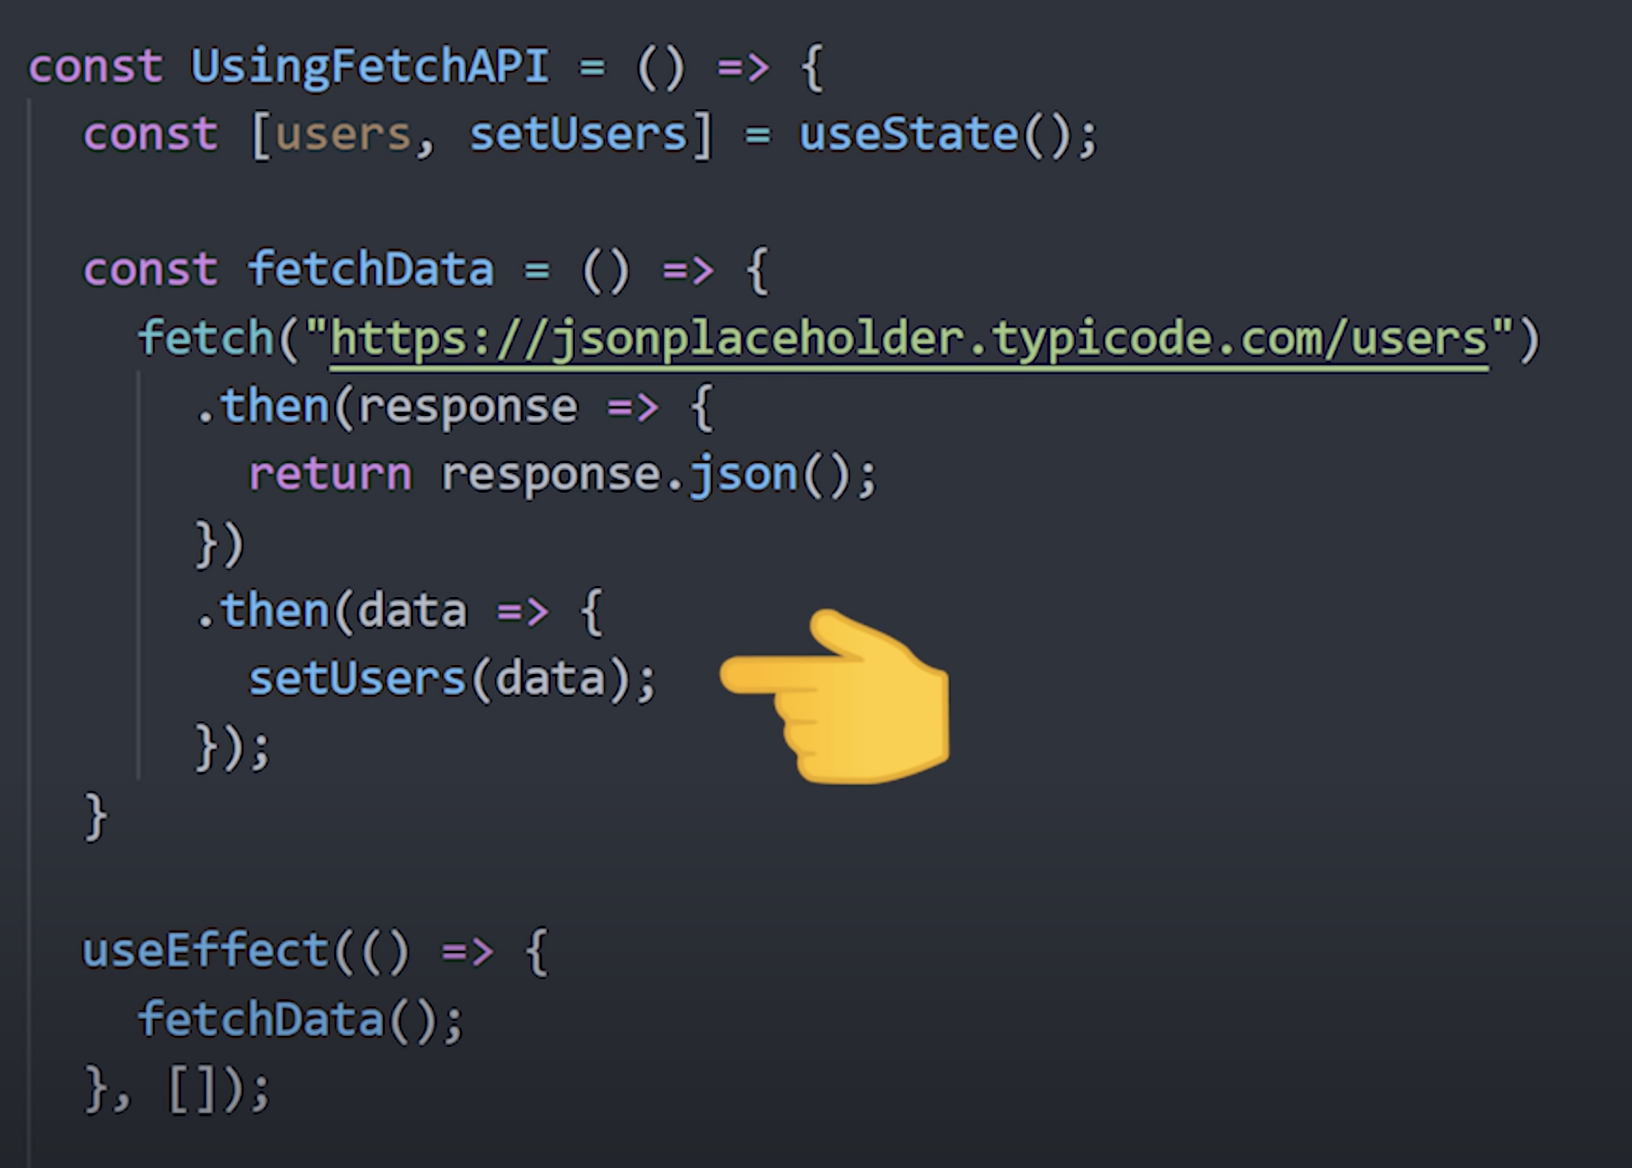 const UsingFetchAPI = () => {
const [users, setUsers] = useState();
const fetchData = () => {
fetch("https://jsonplaceholder.typicode.com/users")
.then(response => {
return response.json();
})
.then(data => {
setUsers(data);
});
}
useEffect(() => {
fetchData();
}, []);